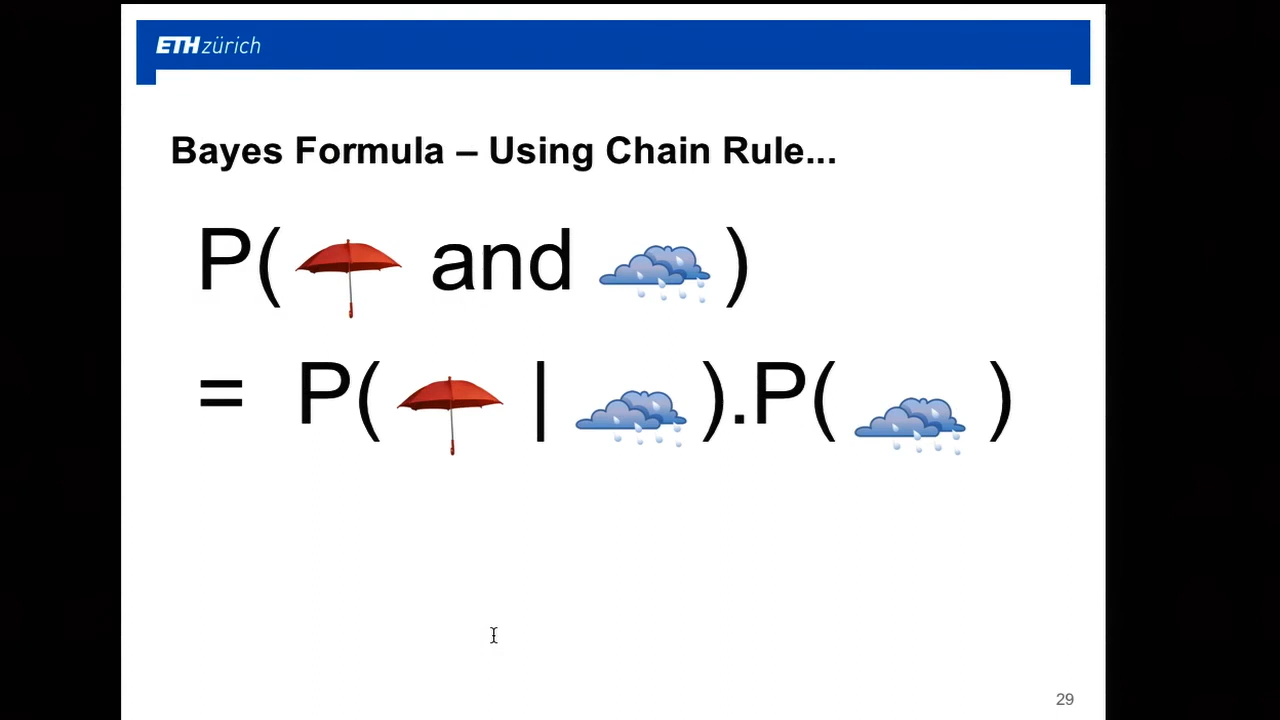 ETH zürich
Bayes Formula – Using Chain Rule...
P( and )
= P( | ).P( )
29